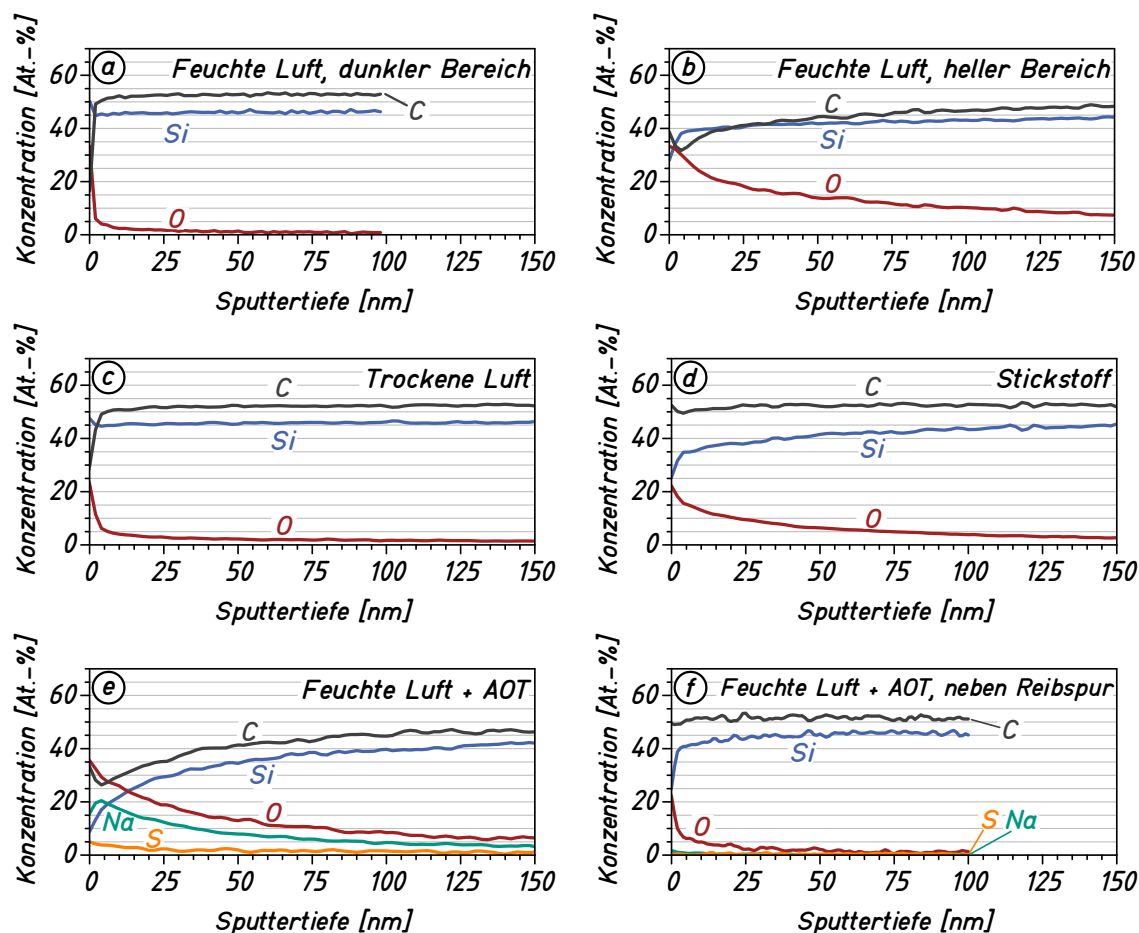 Konzentration [At.-%]
60
40
20
0
a
Feuchte Luft, dunkler Bereich
C
Si
O
0 25 50 75 100 125 150
Sputtertiefe [nm]
Konzentration [At.-%]
60
40
20
0
b
Feuchte Luft, heller Bereich
C
Si
O
0 25 50 75 100 125 150
Sputtertiefe [nm]
Konzentration [At.-%]
60
40
20
0
c
Trockene Luft
C
Si
O
0 25 50 75 100 125 150
Sputtertiefe [nm]
Konzentration [At.-%]
60
40
20
0
d
Stickstoff
C
Si
O
0 25 50 75 100 125 150
Sputtertiefe [nm]
Konzentration [At.-%]
60
40
20
0
e
Feuchte Luft + AOT
C
Si
O
Na
S
0 25 50 75 100 125 150
Sputtertiefe [nm]
Konzentration [At.-%]
60
40
20
0
f
Feuchte Luft + AOT, neben Reibspur
C
Si
O
S Na
0 25 50 75 100 125 150
Sputtertiefe [nm]